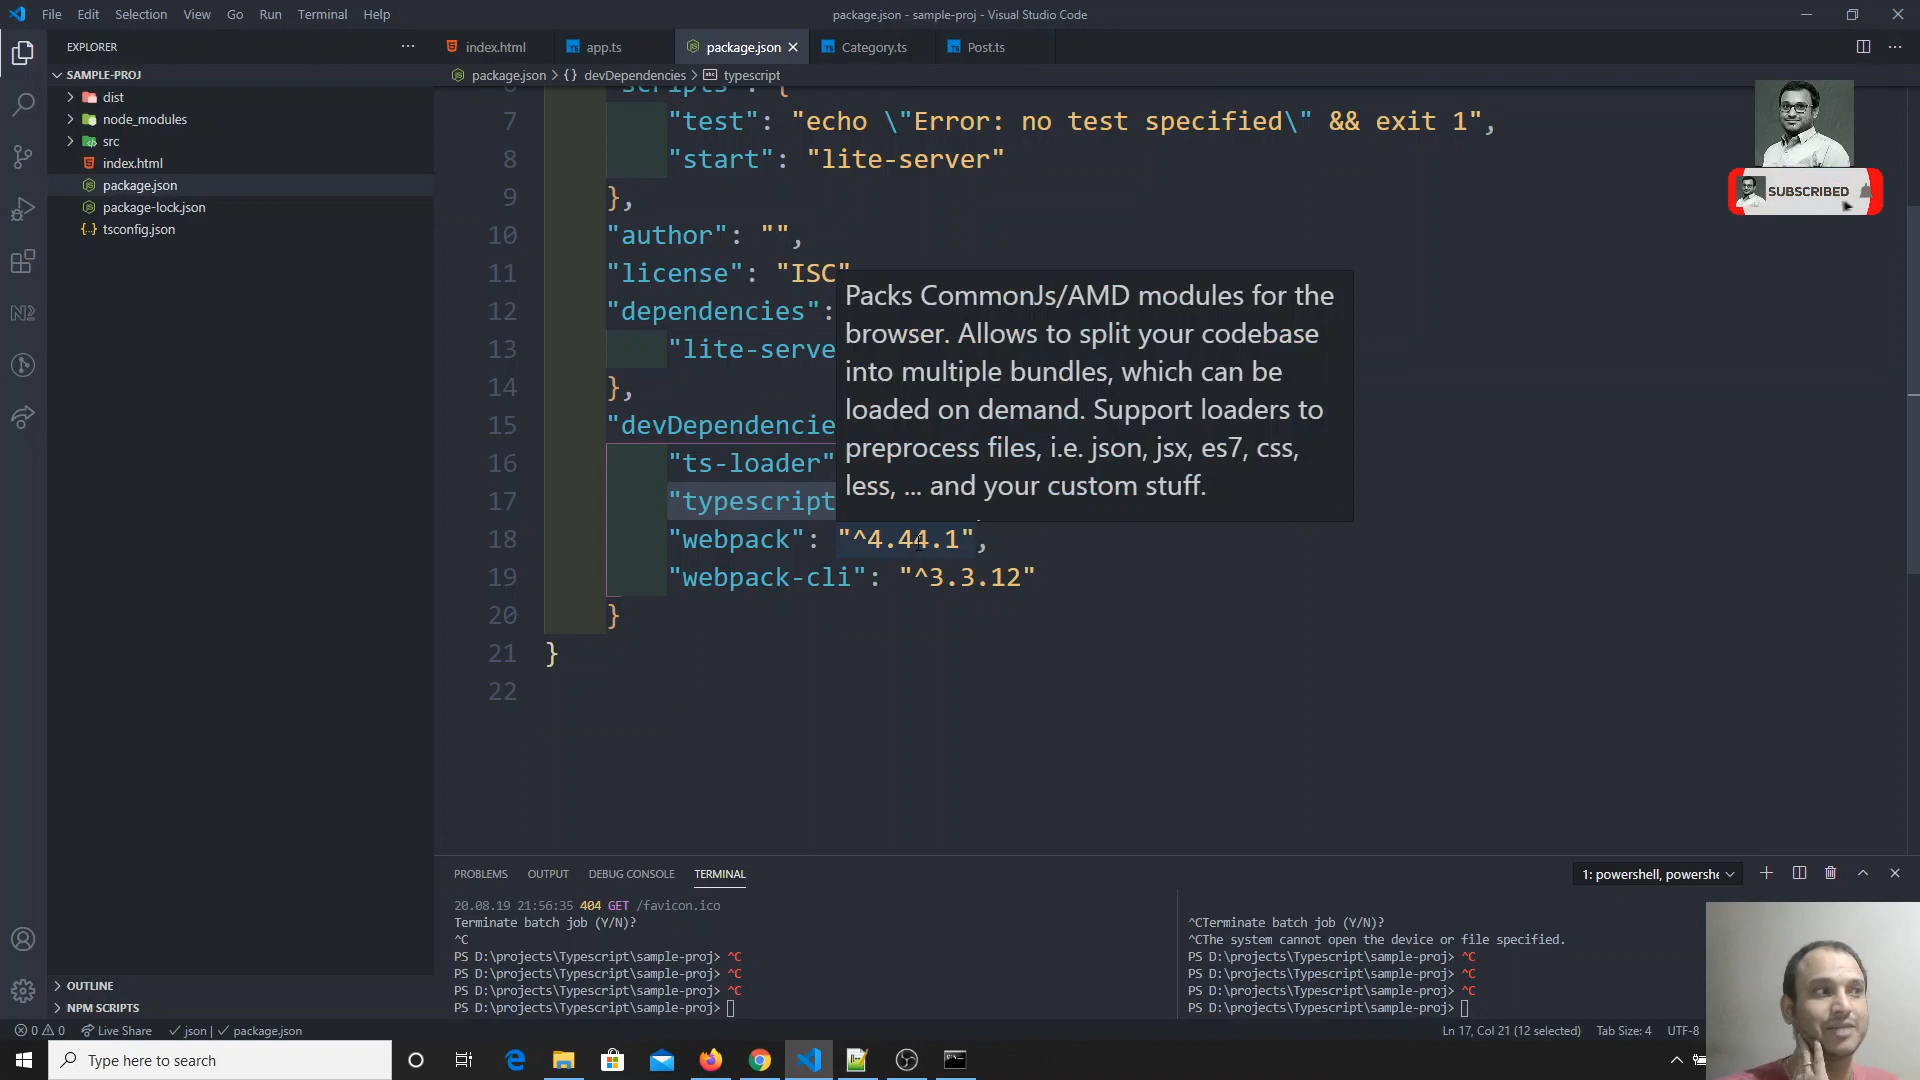 File Edit Selection View Go Run Terminal Help
package.json - sample-proj - Visual Studio Code
EXPLORER
index.html
app.ts
package.json
Category.ts
Post.ts
SAMPLE-PROJ
package.json > {} devDependencies > typescript
dist
node_modules
src
index.html
package.json
package-lock.json
tsconfig.json
"scripts": {
7 "test": "echo \"Error: no test specified\" && exit 1",
8 "start": "lite-server"
9 },
10 "author": "",
11 "license": "ISC"
12 "dependencies":
13 "lite-serve
14 },
15 "devDependencie
16 "ts-loader"
17 "typescript
18 "webpack": "^4.44.1",
19 "webpack-cli": "^3.3.12"
20 }
21 }
22
Packs CommonJs/AMD modules for the
browser. Allows to split your codebase
into multiple bundles, which can be
loaded on demand. Support loaders to
preprocess files, i.e. json, jsx, es7, css,
less, ... and your custom stuff.
SUBSCRIBED
PROBLEMS OUTPUT DEBUG CONSOLE TERMINAL
1: powershell, powershe
20.08.19 21:56:35 404 GET /favicon.ico
Terminate batch job (Y/N)?
^C
PS D:\projects\Typescript\sample-proj> ^C
PS D:\projects\Typescript\sample-proj> ^C
PS D:\projects\Typescript\sample-proj> ^C
PS D:\projects\Typescript\sample-proj>
^CTerminate batch job (Y/N)?
^CThe system cannot open the device or file specified.
PS D:\projects\Typescript\sample-proj> ^C
PS D:\projects\Typescript\sample-proj> ^C
PS D:\projects\Typescript\sample-proj> ^C
PS D:\projects\Typescript\sample-proj>
OUTLINE
NPM SCRIPTS
0 0 Live Share json | package.json
Ln 17, Col 21 (12 selected) Tab Size: 4 UTF-8
Type here to search